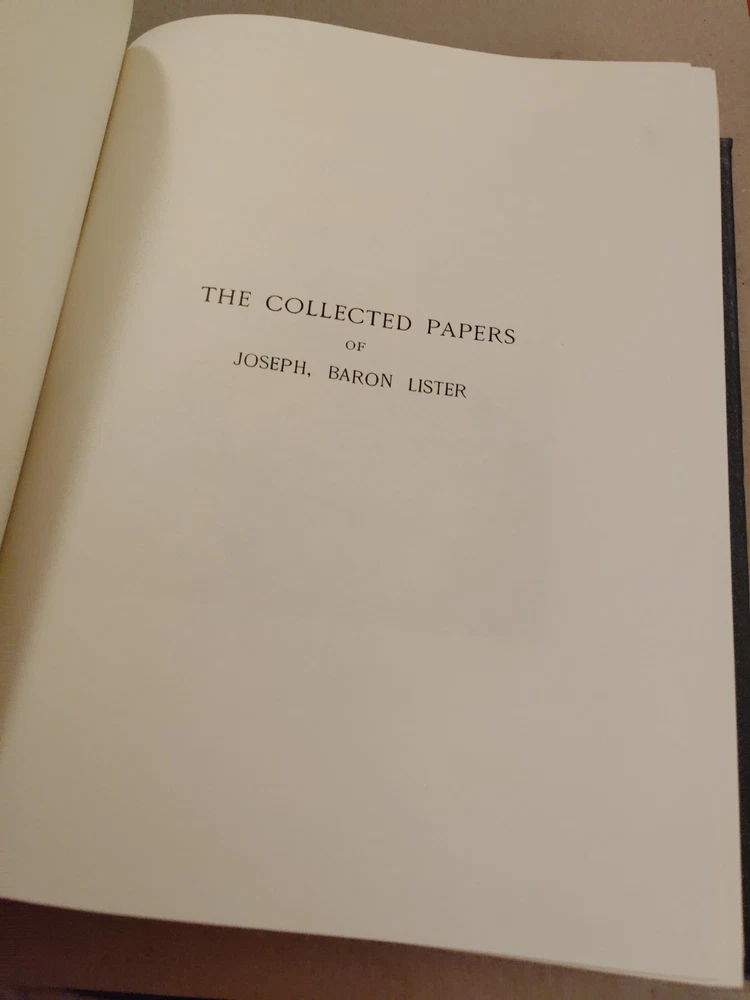 THE COLLECTED PAPERS
OF
JOSEPH, BARON LISTER